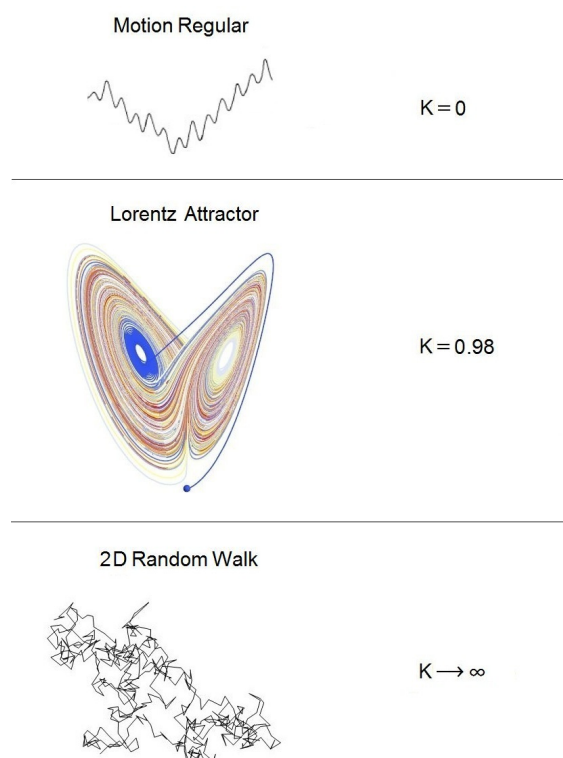 Motion Regular
K = 0
Lorentz Attractor
K = 0.98
2D Random Walk
K → ∞